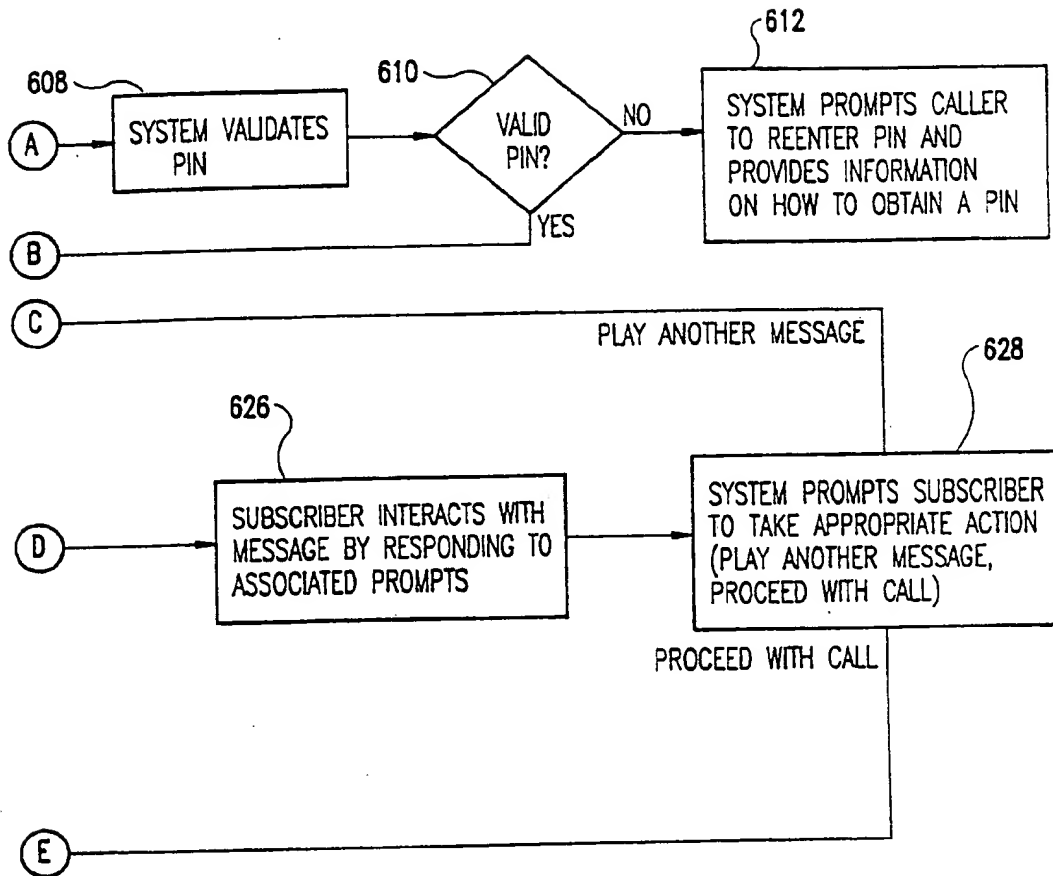 612
608
610
A
SYSTEM VALIDATES
PIN
VALID
PIN?
NO
YES
SYSTEM PROMPTS CALLER
TO REENTER PIN AND
PROVIDES INFORMATION
ON HOW TO OBTAIN A PIN
B
C
PLAY ANOTHER MESSAGE
628
626
D
SUBSCRIBER INTERACTS WITH
MESSAGE BY RESPONDING TO
ASSOCIATED PROMPTS
SYSTEM PROMPTS SUBSCRIBER
TO TAKE APPROPRIATE ACTION
(PLAY ANOTHER MESSAGE,
PROCEED WITH CALL)
PROCEED WITH CALL
E